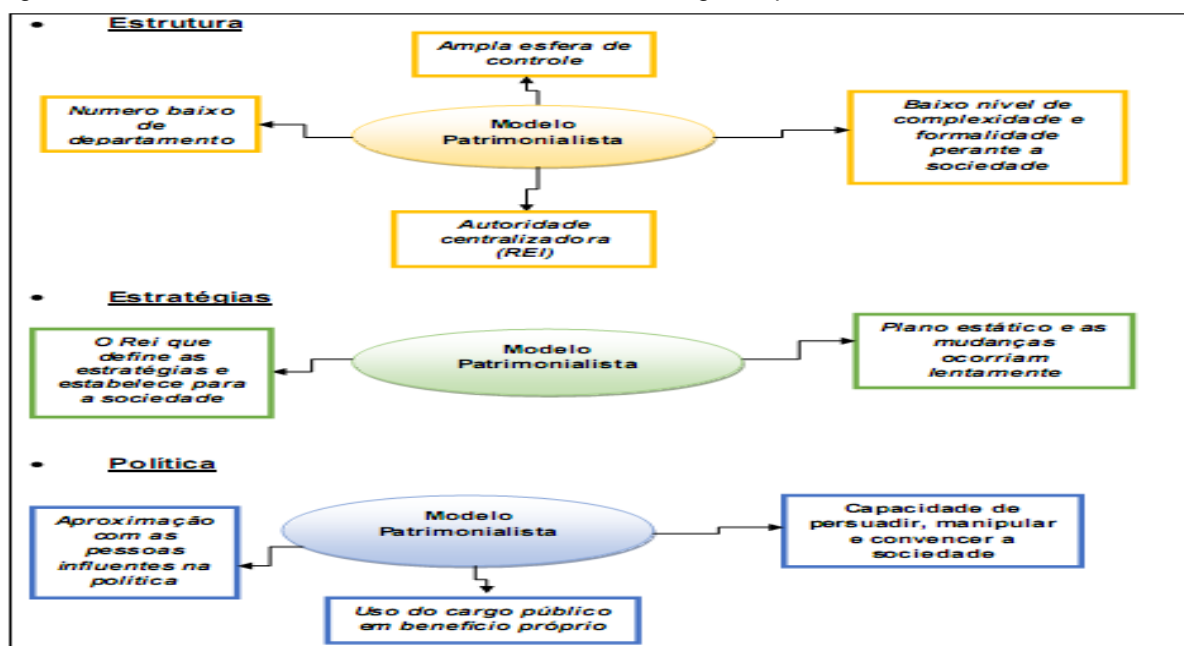 • Estrutura
Ampla esfera de
controle
Numero baixo
de
departamento
Modelo
Patrimonialista
Baixo nível de
complexidade e
formalidade
perante a
sociedade
Autoridade
centralizadora
(REI)
• Estratégias
O Rei que
define as
estratégias e
estabelece para
a sociedade
Modelo
Patrimonialista
Plano estático e as
mudanças
ocorriam
lentamente
• Política
Aproximação
com as
pessoas
influentes na
política
Modelo
Patrimonialista
Capacidade de
persuadir, manipular
e convencer a
sociedade
Uso do cargo público
em benefício próprio